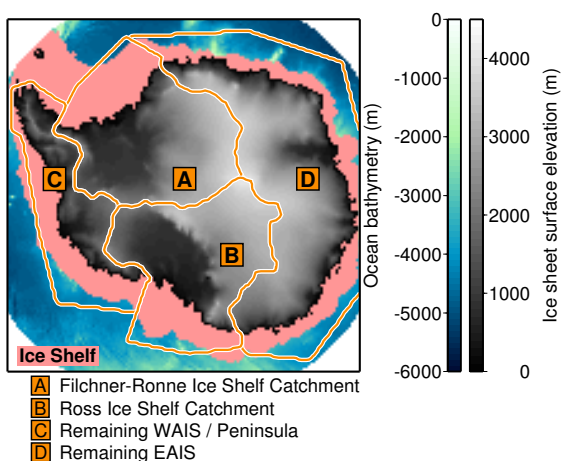 A
B
C
D
Ice Shelf
0
-1000
-2000
-3000
-4000
-5000
-6000
Ocean bathymetry (m)
4000
3000
2000
1000
0
Ice sheet surface elevation (m)
A Filchner-Ronne Ice Shelf Catchment
B Ross Ice Shelf Catchment
C Remaining WAIS / Peninsula
D Remaining EAIS